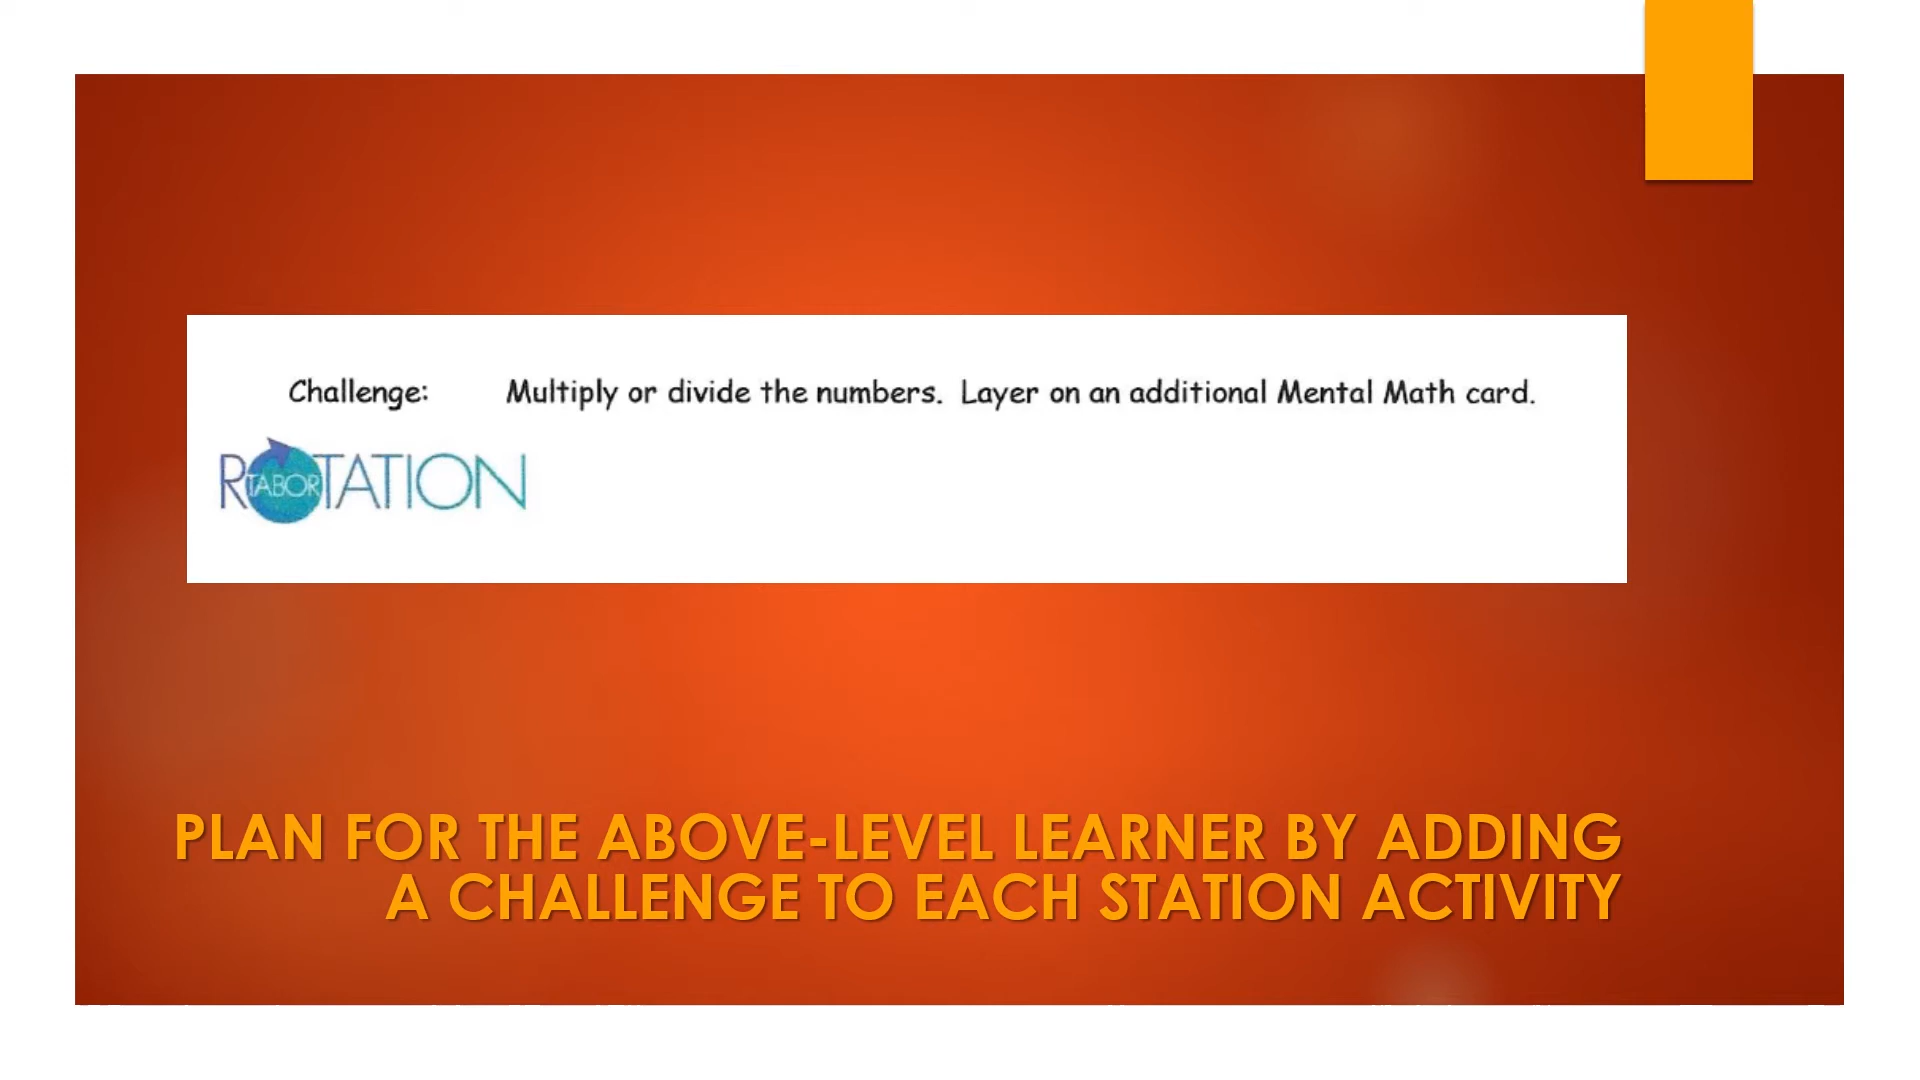 Challenge: Multiply or divide the numbers. Layer on an additional Mental Math card.
ROTATION
TABOR
PLAN FOR THE ABOVE-LEVEL LEARNER BY ADDING
A CHALLENGE TO EACH STATION ACTIVITY